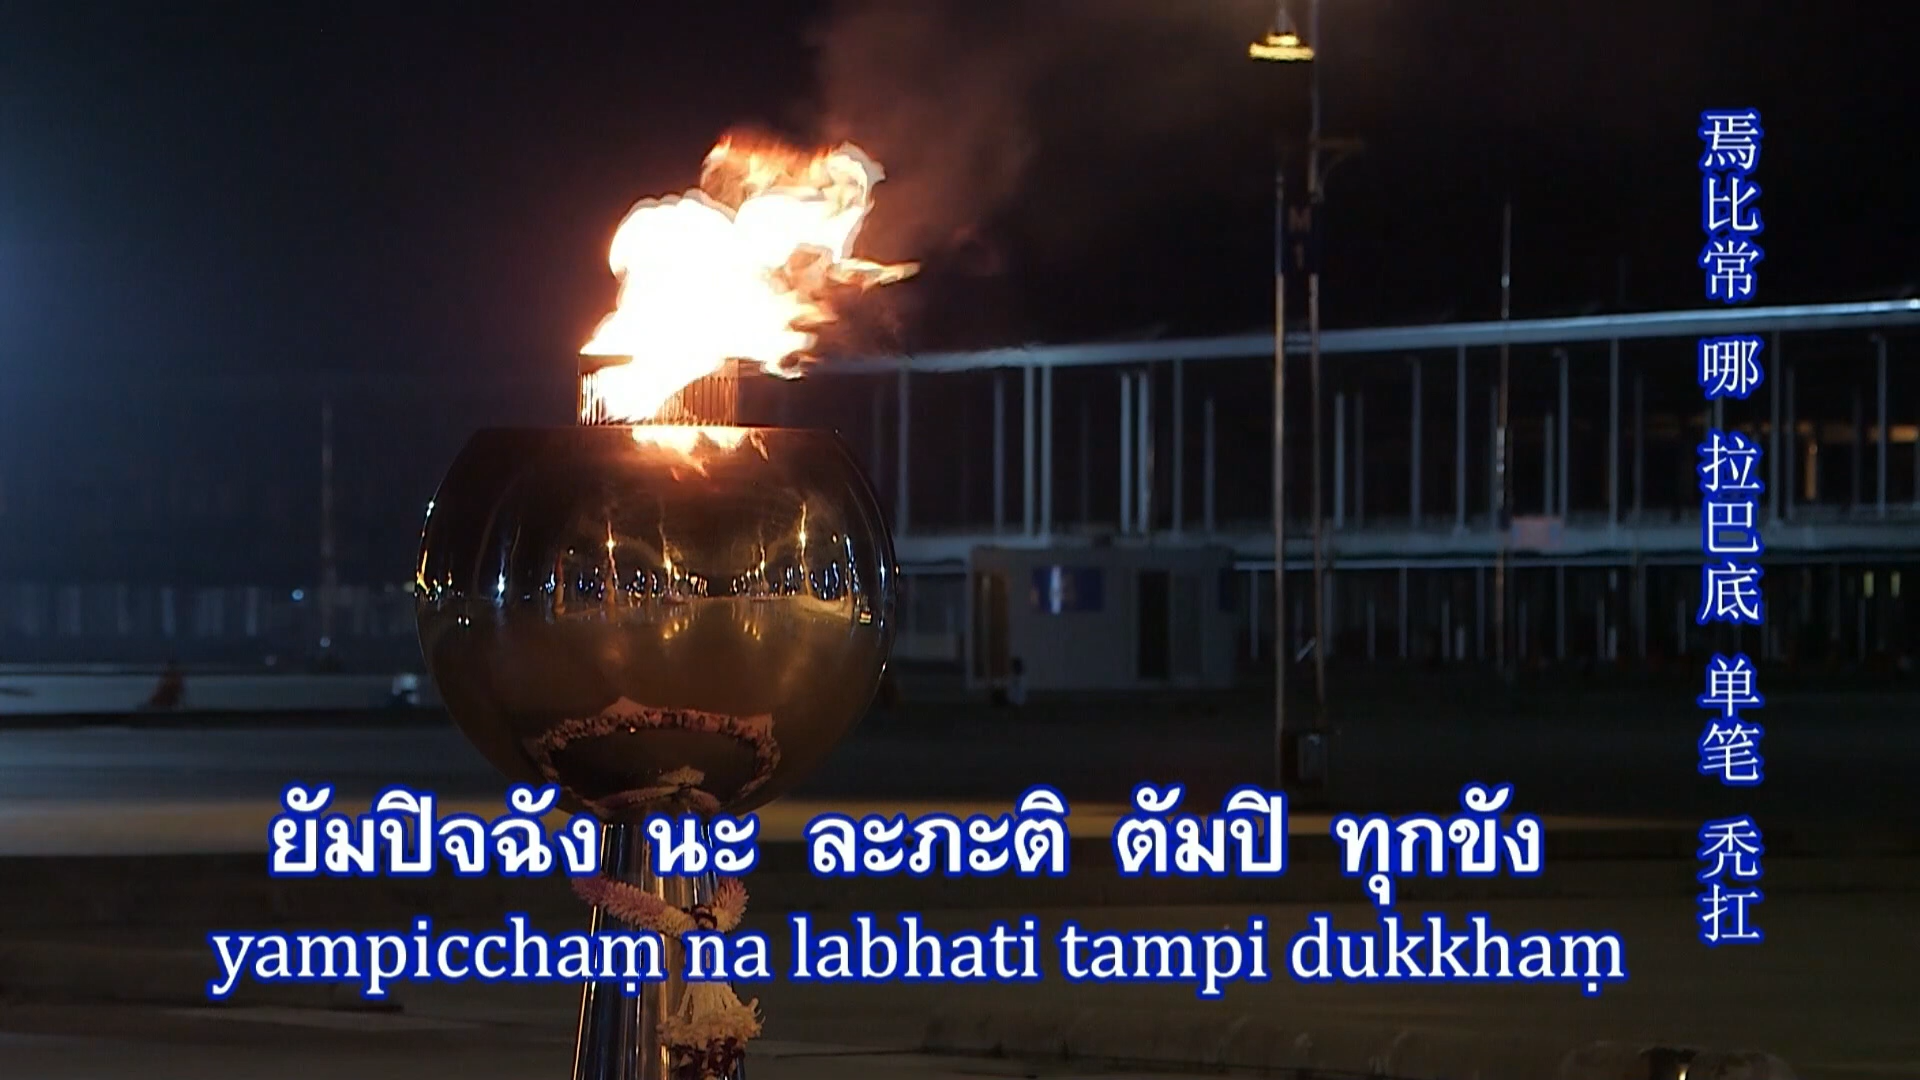 ยัมปิจฉัง นะ ละภะติ ตัมปิ ทุกขัง
yampicchaṃ na labhati tampi dukkhaṃ
焉比常 哪 拉巴底 单笔 秃扛
M
1